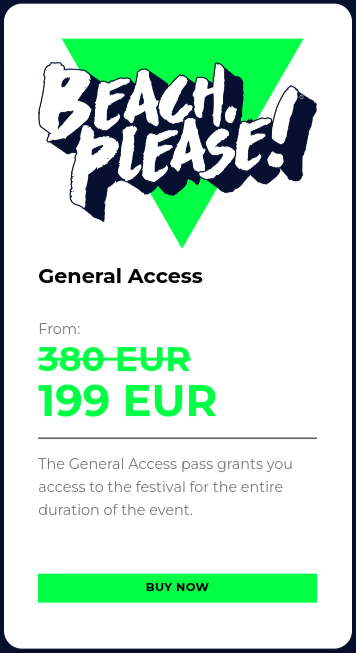 BEACH,
PLEASE!
General Access
From:
380 EUR
199 EUR
The General Access pass grants you
access to the festival for the entire
duration of the event.
BUY NOW